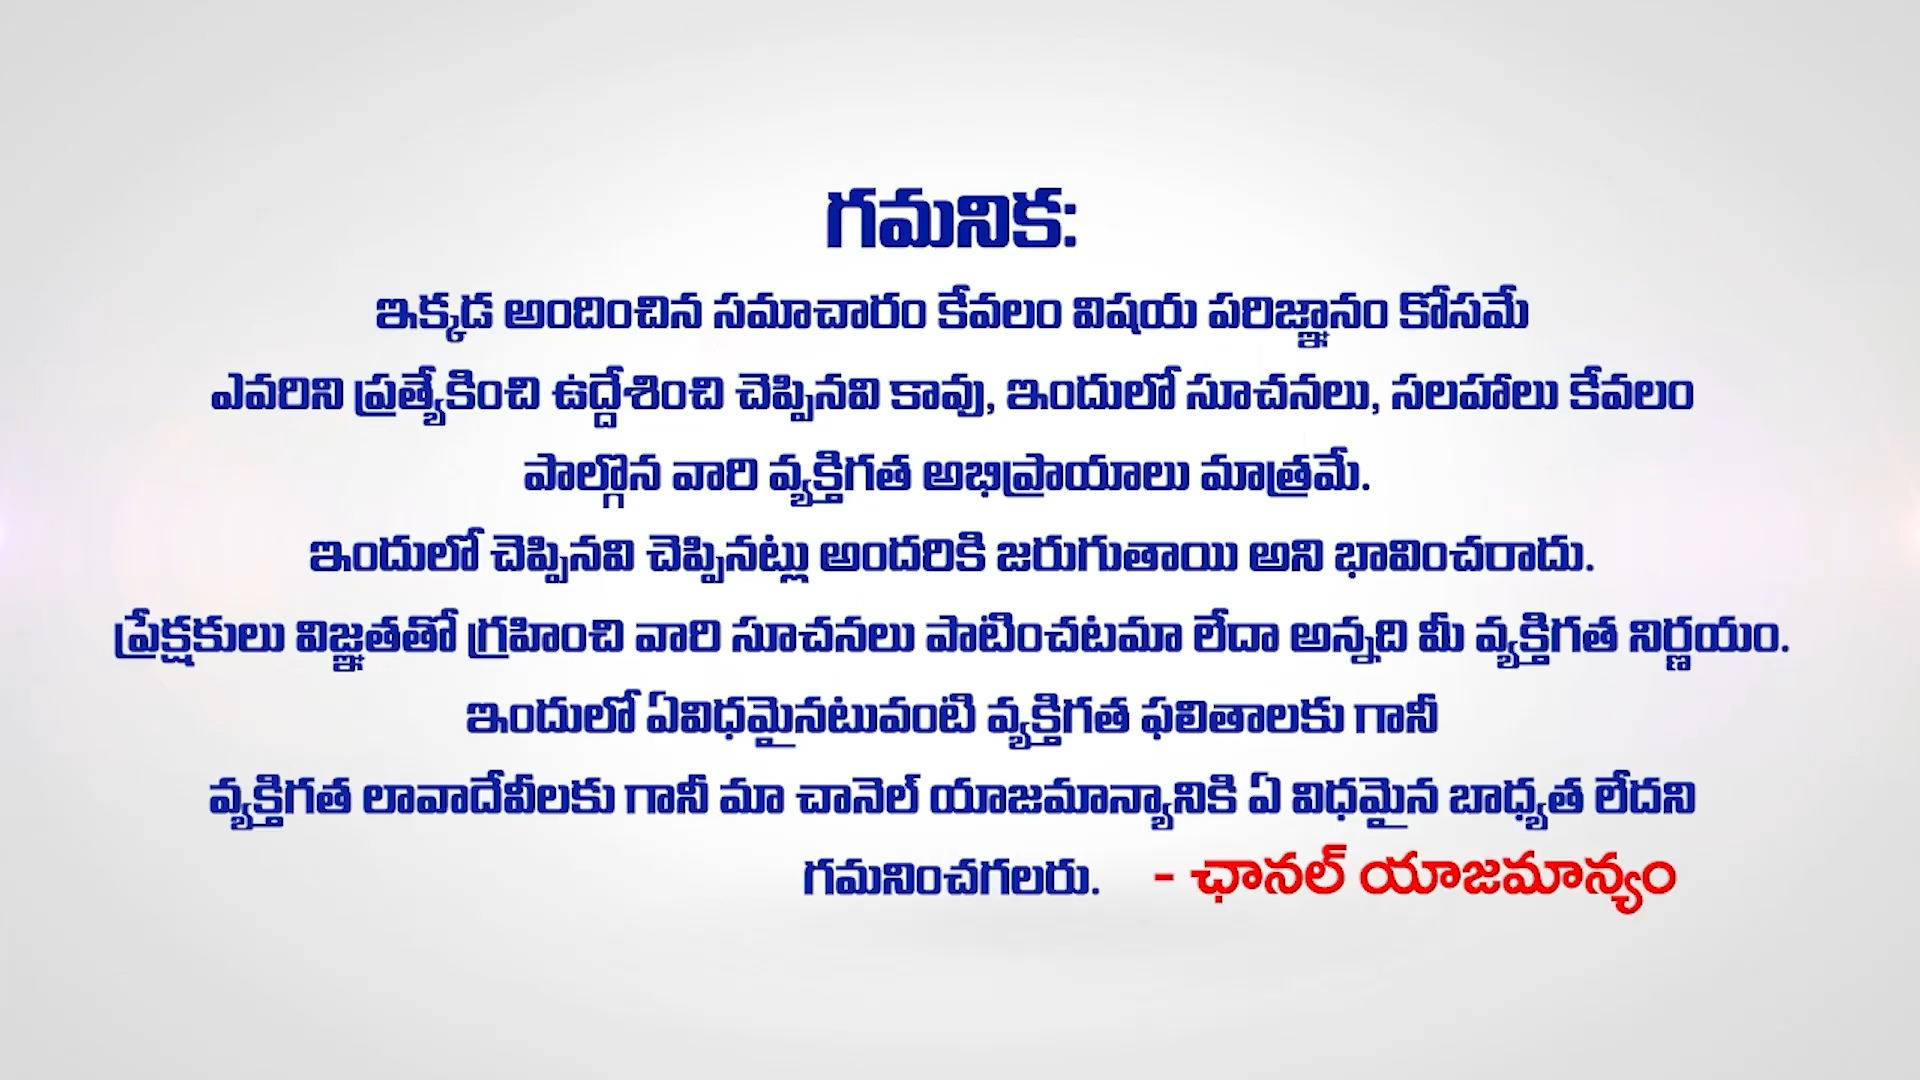 గమనిక:
ఇక్కడ అందించిన సమాచారం కేవలం విషయ పరిజ్ఞానం కోసమే
ఎవరిని ప్రత్యేకించి ఉద్దేశించి చెప్పినవి కావు, ఇందులో సూచనలు, సలహాలు కేవలం
పాల్గొన వారి వ్యక్తిగత అభిప్రాయాలు మాత్రమే.
ఇందులో చెప్పినవి చెప్పినట్లు అందరికి జరుగుతాయి అని భావించరాదు.
ప్రేక్షకులు విజ్ఞతతో గ్రహించి వారి సూచనలు పాటించటమా లేదా అన్నది మీ వ్యక్తిగత నిర్ణయం.
ఇందులో ఏవిధమైనటువంటి వ్యక్తిగత ఫలితాలకు గానీ
వ్యక్తిగత లావాదేవీలకు గానీ మా చానెల్ యాజమాన్యానికి ఏ విధమైన బాధ్యత లేదని
గమనించగలరు. - ఛానల్ యాజమాన్యం